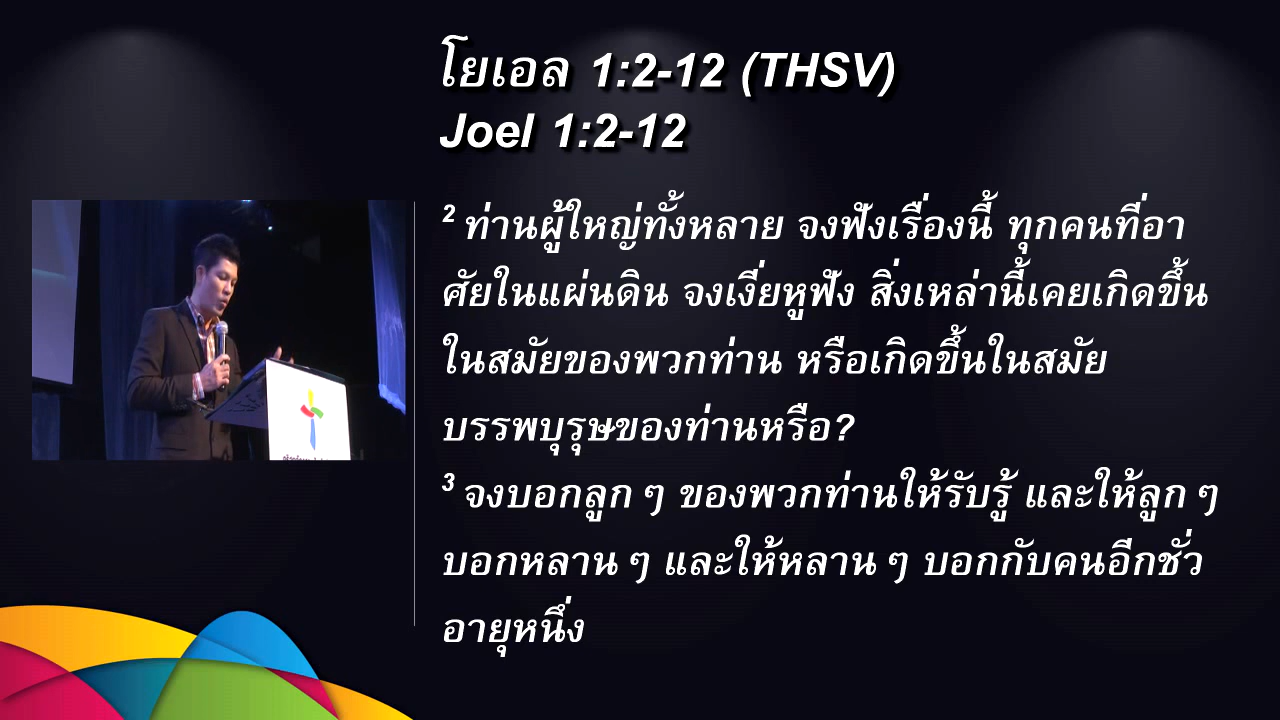 โยเอล 1:2-12 (THSV)
Joel 1:2-12
2 ท่านผู้ใหญ่ทั้งหลาย จงฟังเรื่องนี้ ทุกคนที่อา
ศัยในแผ่นดิน จงเงี่ยหูฟัง สิ่งเหล่านี้เคยเกิดขึ้น
ในสมัยของพวกท่าน หรือเกิดขึ้นในสมัย
บรรพบุรุษของท่านหรือ?
3 จงบอกลูก ๆ ของพวกท่านให้รับรู้ และให้ลูก ๆ
บอกหลาน ๆ และให้หลาน ๆ บอกกับคนอีกชั่ว
อายุหนึ่ง